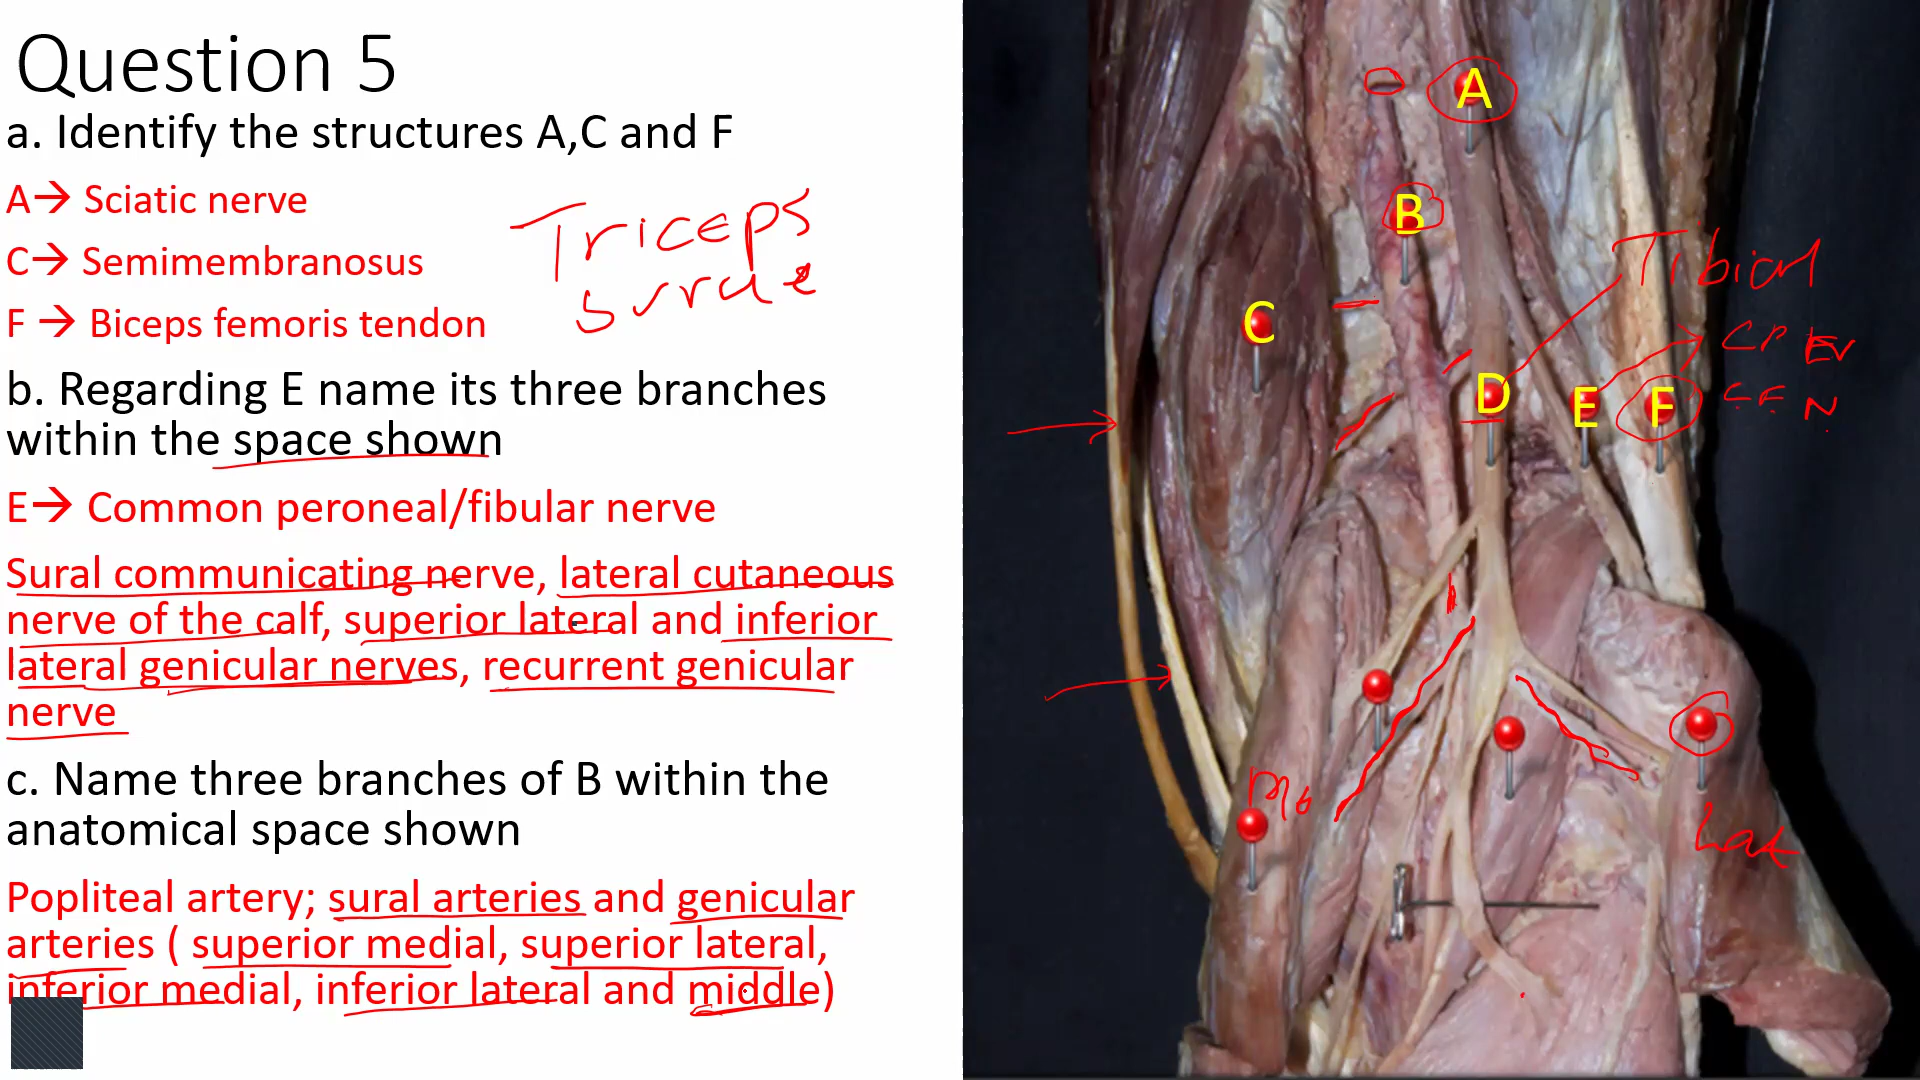 Question 5
a. Identify the structures A,C and F
A→ Sciatic nerve
C→ Semimembranosus
F → Biceps femoris tendon
Triceps
surae
b. Regarding E name its three branches
within the space shown
E→ Common peroneal/fibular nerve
Sural communicating nerve, lateral cutaneous
nerve of the calf, superior lateral and inferior
lateral genicular nerves, recurrent genicular
nerve
c. Name three branches of B within the
anatomical space shown
Popliteal artery; sural arteries and genicular
arteries ( superior medial, superior lateral,
inferior medial, inferior lateral and middle)
A
B
C
D
E
F
Tibial
CP
N
Lat